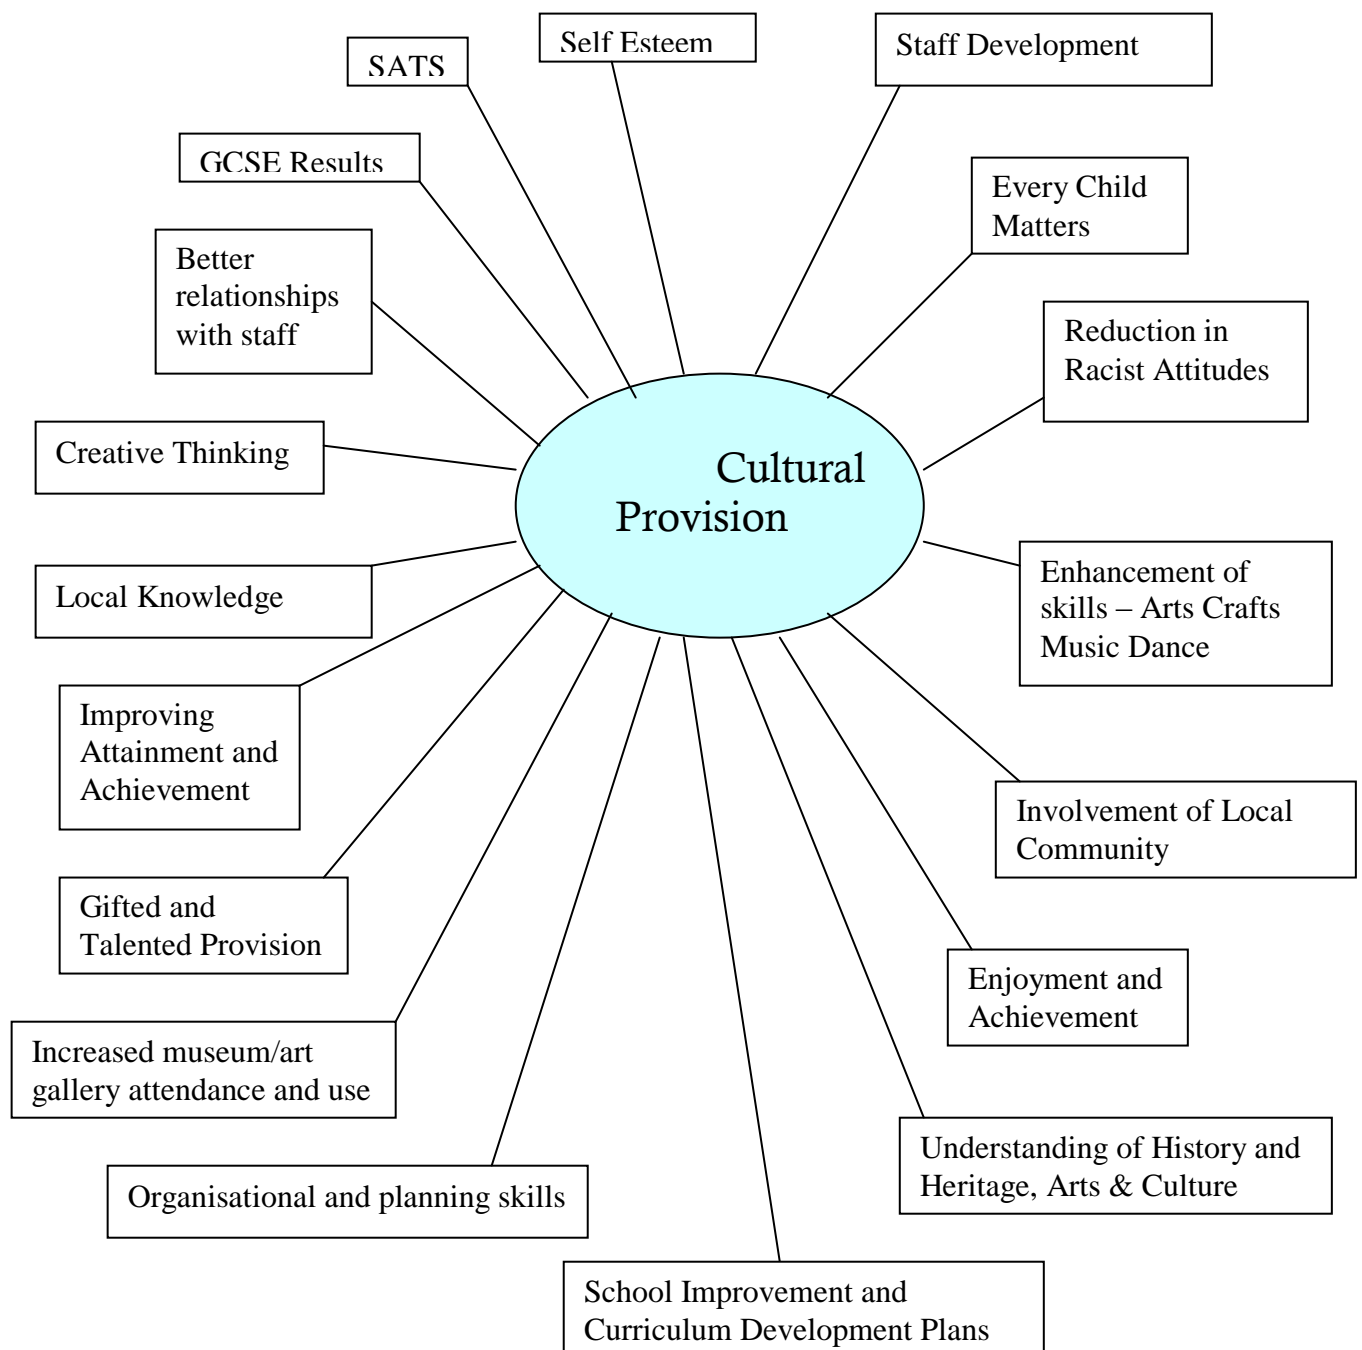 Self Esteem
Staff Development
SATS
GCSE Results
Every Child
Matters
Better
relationships
with staff
Reduction in
Racist Attitudes
Creative Thinking
Cultural
Provision
Local Knowledge
Enhancement of
skills – Arts Crafts
Music Dance
Improving
Attainment and
Achievement
Involvement of Local
Community
Gifted and
Talented Provision
Enjoyment and
Achievement
Increased museum/art
gallery attendance and use
Understanding of History and
Heritage, Arts & Culture
Organisational and planning skills
School Improvement and
Curriculum Development Plans